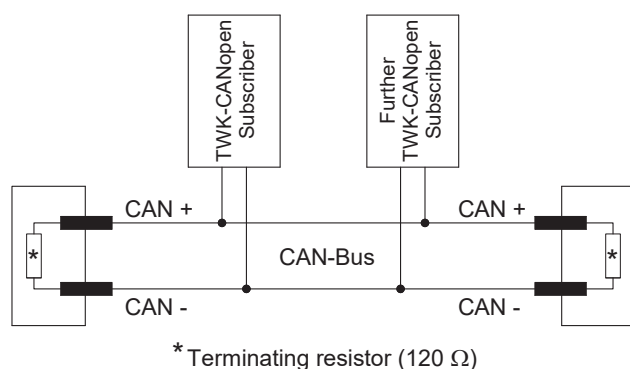 TWK-CANopen
Subscriber
Further
TWK-CANopen
Subscriber
CAN +
CAN +
*
*
CAN-Bus
CAN -
CAN -
* Terminating resistor (120 Ω)